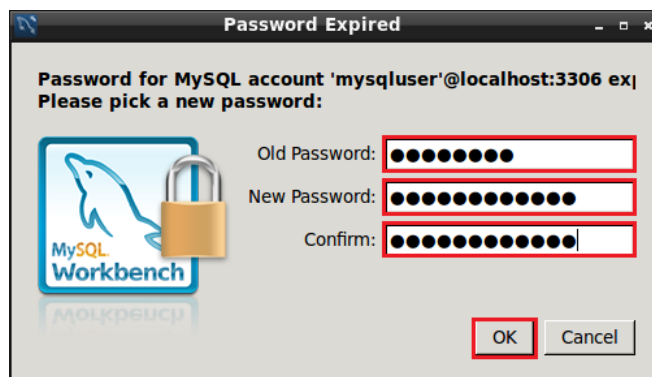 Password Expired
Password for MySQL account 'mysqluser'@localhost:3306 exp
Please pick a new password:
Old Password: ●●●●●●●●
New Password: ●●●●●●●●●●●●
Confirm: ●●●●●●●●●●●●
MySQL
Workbench
OK Cancel